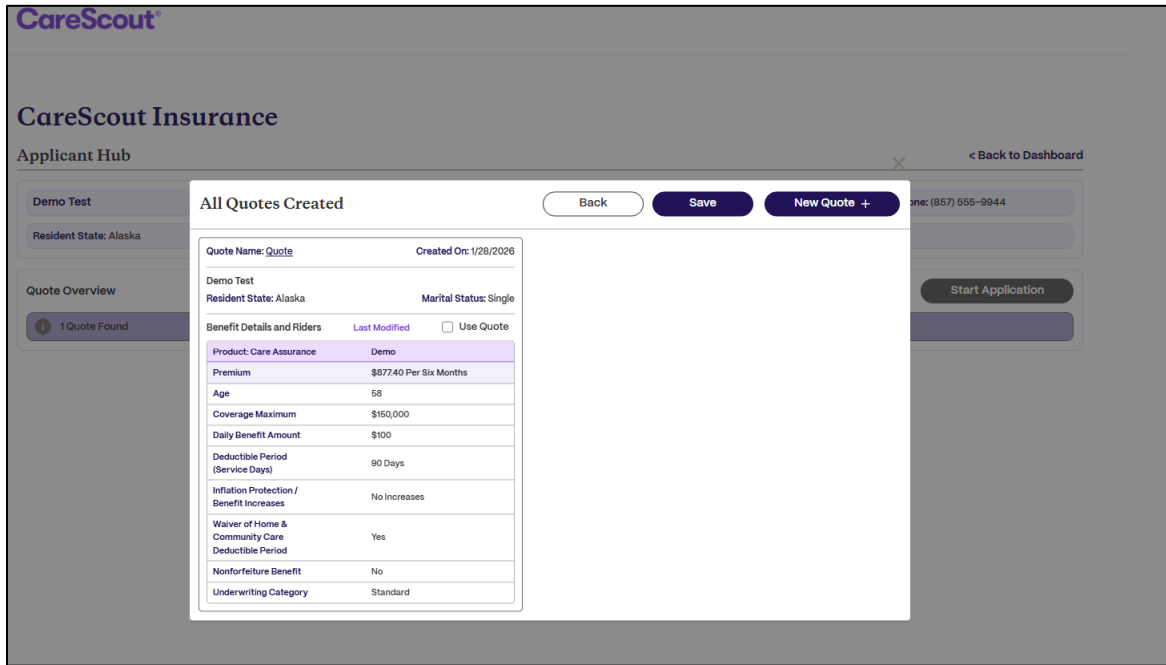 CareScout®
CareScout Insurance
Applicant Hub
< Back to Dashboard
Demo Test
one: (857) 555-9944
Resident State: Alaska
Quote Overview
Start Application
1 Quote Found
All Quotes Created
Back
Save
New Quote +
Quote Name: Quote
Created On: 1/28/2026
Demo Test
Resident State: Alaska
Marital Status: Single
Benefit Details and Riders
Last Modified
Use Quote
Product: Care Assurance
Demo
Premium
$877.40 Per Six Months
Age
58
Coverage Maximum
$150,000
Daily Benefit Amount
$100
Deductible Period
(Service Days)
90 Days
Inflation Protection /
Benefit Increases
No Increases
Waiver of Home &
Community Care
Deductible Period
Yes
Nonforfeiture Benefit
No
Underwriting Category
Standard